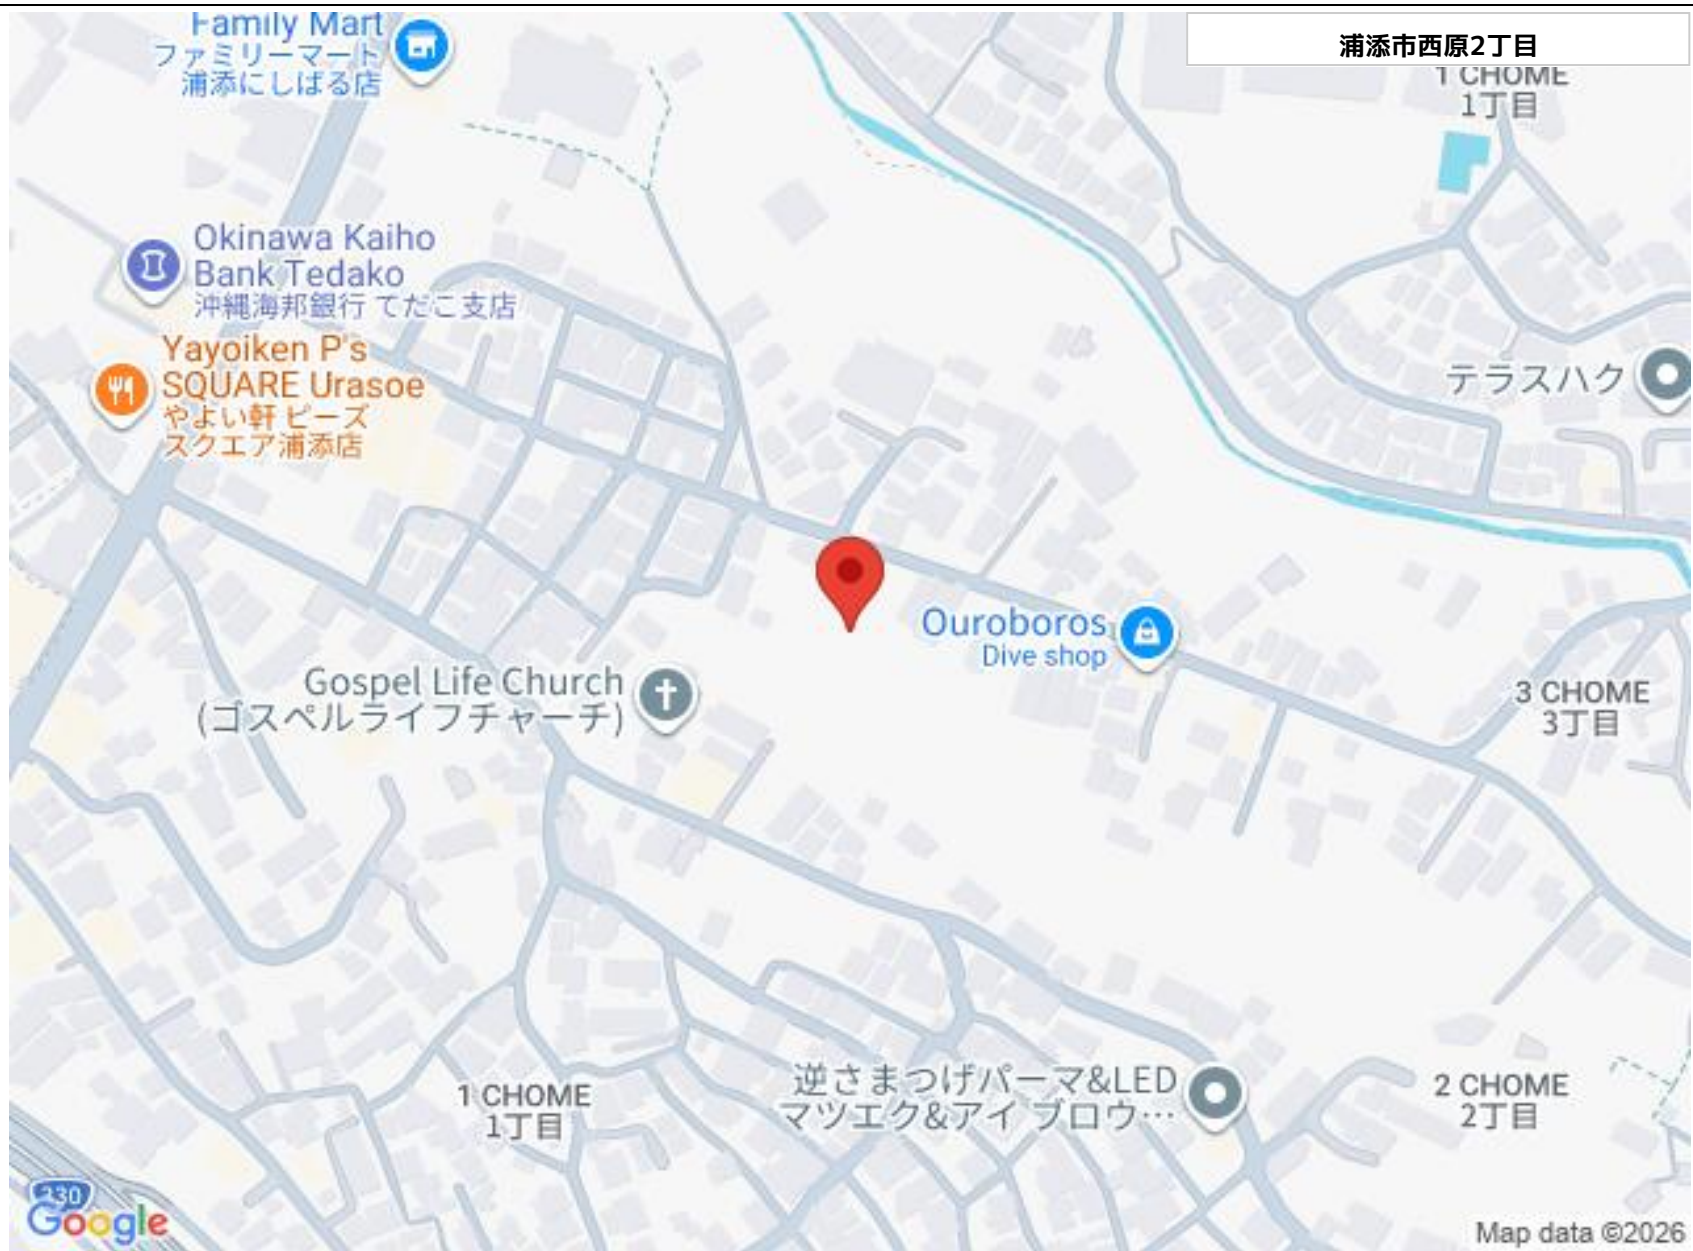 浦添市西原2丁目
Family Mart
ファミリーマート
浦添にしばる店
1 CHOME
1丁目
Okinawa Kaiho
Bank Tedako
沖縄海邦銀行 てだこ支店
Yayoiken P's
SQUARE Urasoe
やよい軒 ピーズ
スクエア浦添店
テラスハク
Ouroboros
Dive shop
Gospel Life Church
(ゴスペルライフチャーチ)
3 CHOME
3丁目
1 CHOME
1丁目
逆さまつげパーマ&LED
マツエク&アイ ブロウ…
2 CHOME
2丁目
330
Google
Map data ©2026